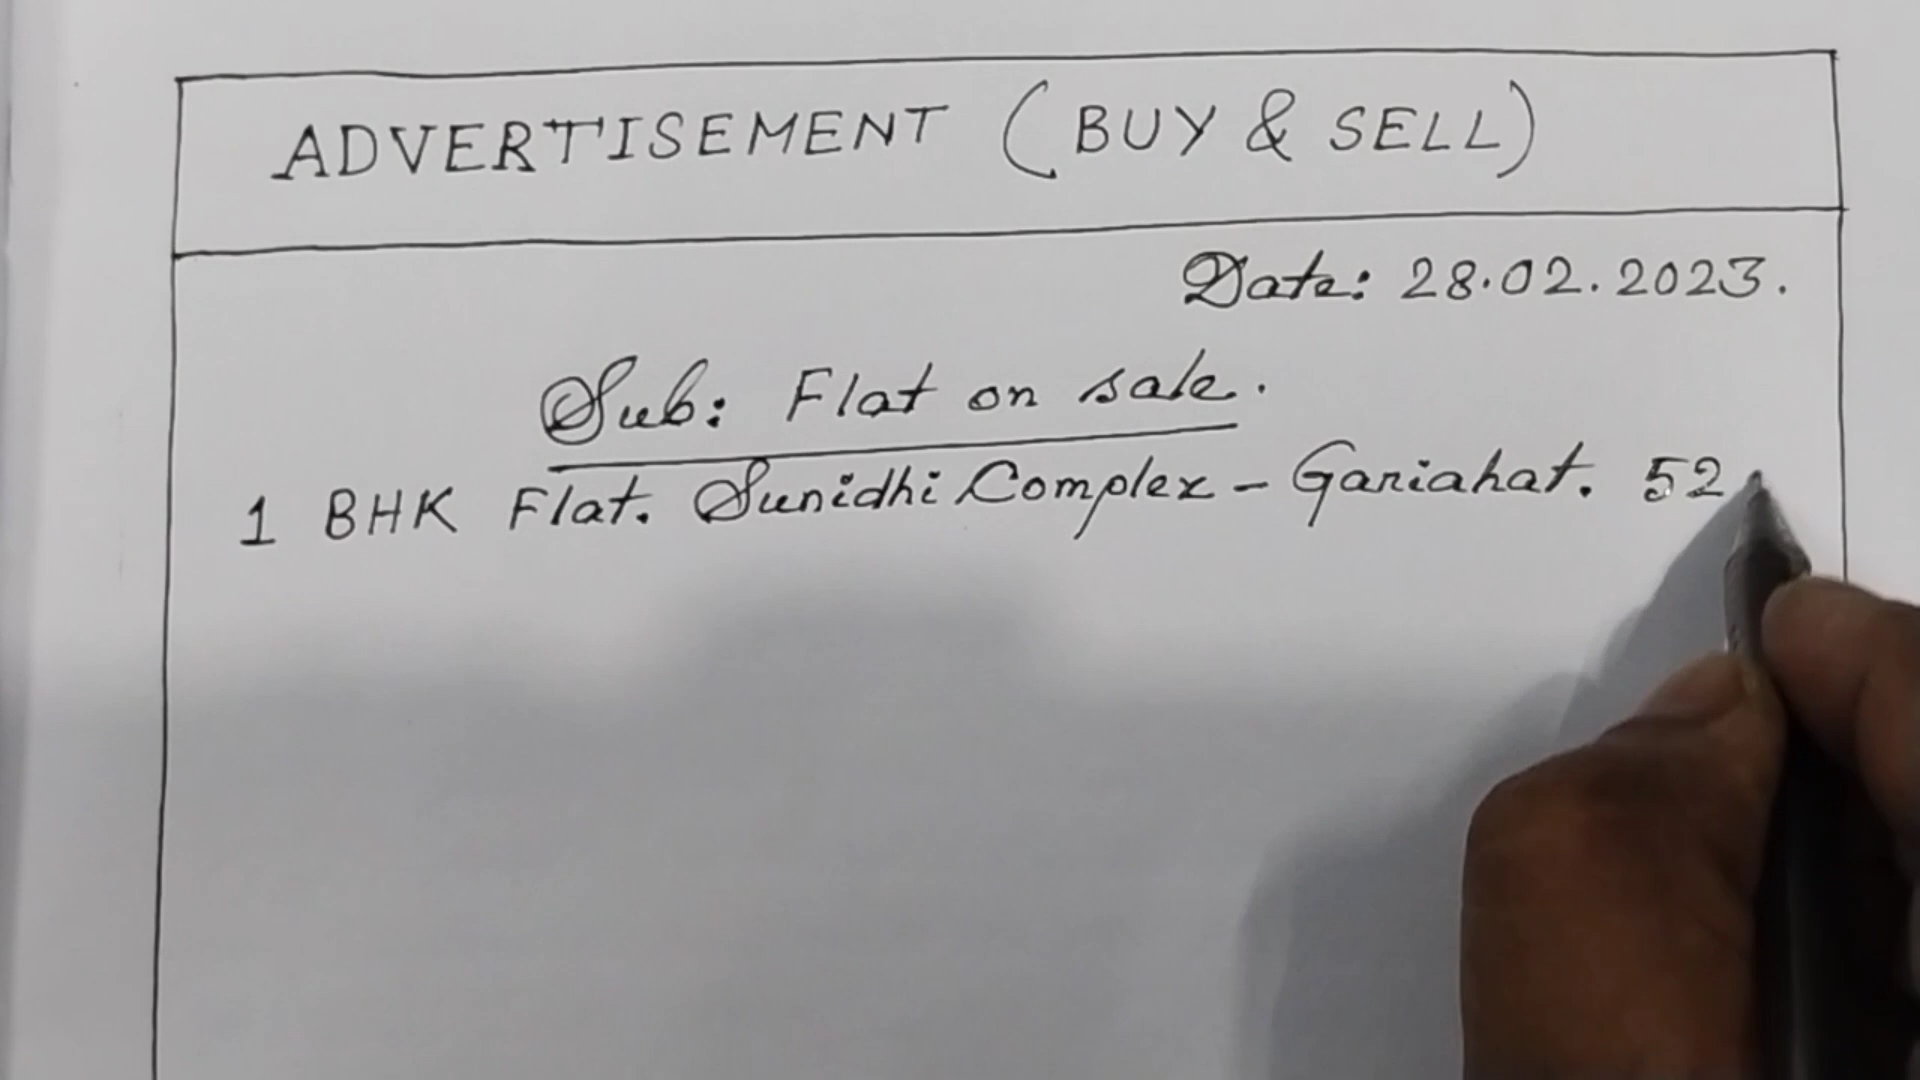 ADVERTISEMENT (BUY & SELL)
Date: 28.02.2023.
Sub: Flat on sale.
1 BHK Flat. Sunidhi Complex - Gariahat. 52